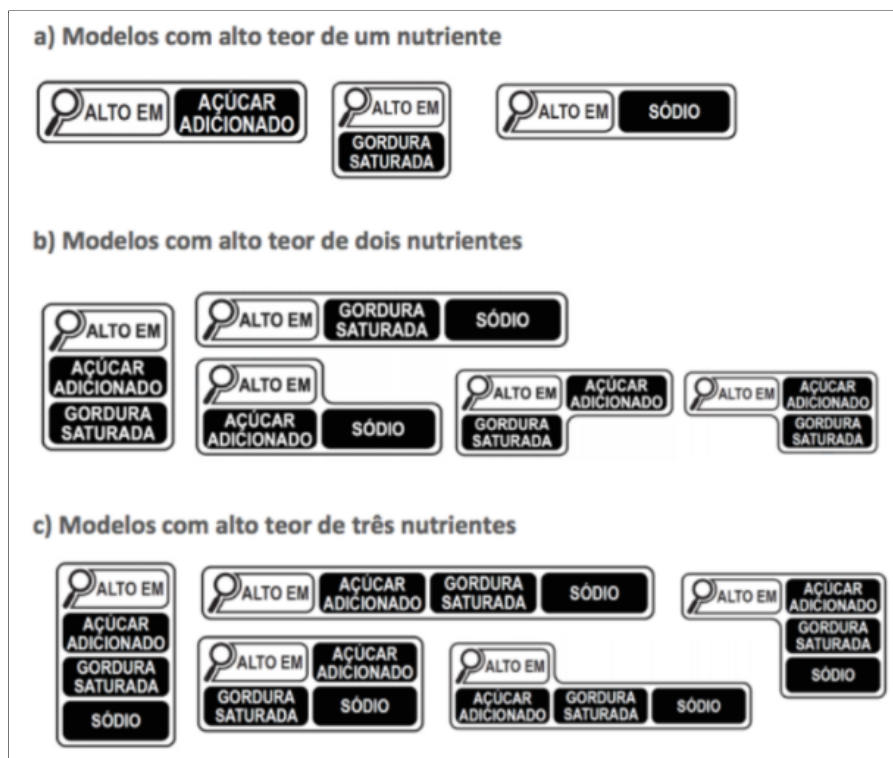 a) Modelos com alto teor de um nutriente
ALTO EM
AÇÚCAR
ADICIONADO
ALTO EM
GORDURA
SATURADA
ALTO EM
SÓDIO
b) Modelos com alto teor de dois nutrientes
ALTO EM
AÇÚCAR
ADICIONADO
GORDURA
SATURADA
ALTO EM
GORDURA
SATURADA
SÓDIO
ALTO EM
AÇÚCAR
ADICIONADO
SÓDIO
ALTO EM
AÇÚCAR
ADICIONADO
GORDURA
SATURADA
ALTO EM
AÇÚCAR
ADICIONADO
GORDURA
SATURADA
c) Modelos com alto teor de três nutrientes
ALTO EM
AÇÚCAR
ADICIONADO
GORDURA
SATURADA
SÓDIO
ALTO EM
AÇÚCAR
ADICIONADO
GORDURA
SATURADA
SÓDIO
ALTO EM
AÇÚCAR
ADICIONADO
GORDURA
SATURADA
SÓDIO
ALTO EM
AÇÚCAR
ADICIONADO
GORDURA
SATURADA
SÓDIO
ALTO EM
AÇÚCAR
ADICIONADO
GORDURA
SATURADA
SÓDIO